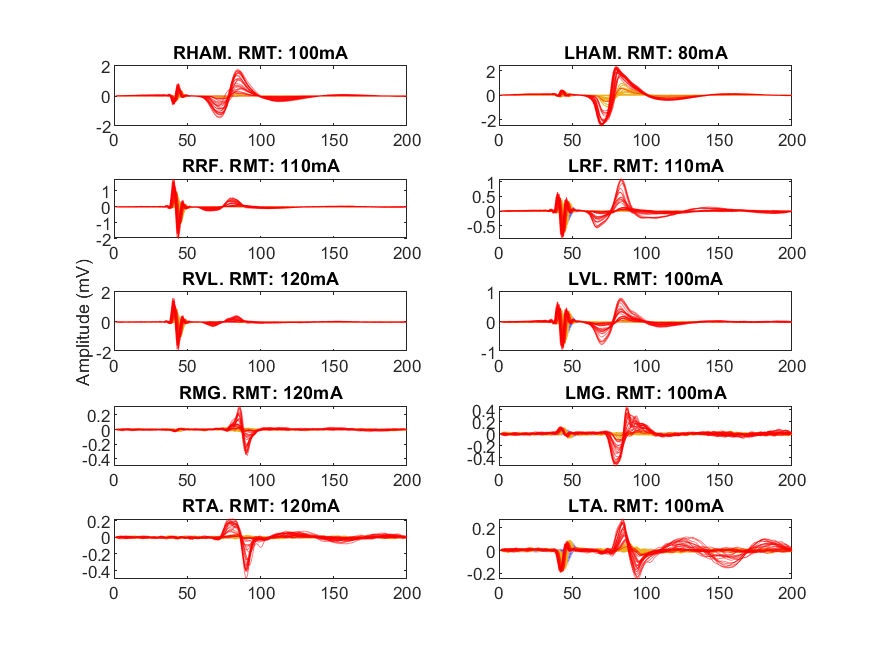 RHAM. RMT: 100mA
LHAM. RMT: 80mA
2
0
-2
0 50 100 150 200
2
0
-2
0 50 100 150 200
RRF. RMT: 110mA
LRF. RMT: 110mA
1
0
-1
-2
0 50 100 150 200
1
0.5
0
-0.5
0 50 100 150 200
Amplitude (mV)
RVL. RMT: 120mA
LVL. RMT: 100mA
2
0
-2
0 50 100 150 200
1
0
-1
0 50 100 150 200
RMG. RMT: 120mA
LMG. RMT: 100mA
0.2
0
-0.2
-0.4
0 50 100 150 200
0.4
0.2
0
-0.2
-0.4
0 50 100 150 200
RTA. RMT: 120mA
LTA. RMT: 100mA
0.2
0
-0.2
-0.4
0 50 100 150 200
0.2
0
-0.2
0 50 100 150 200